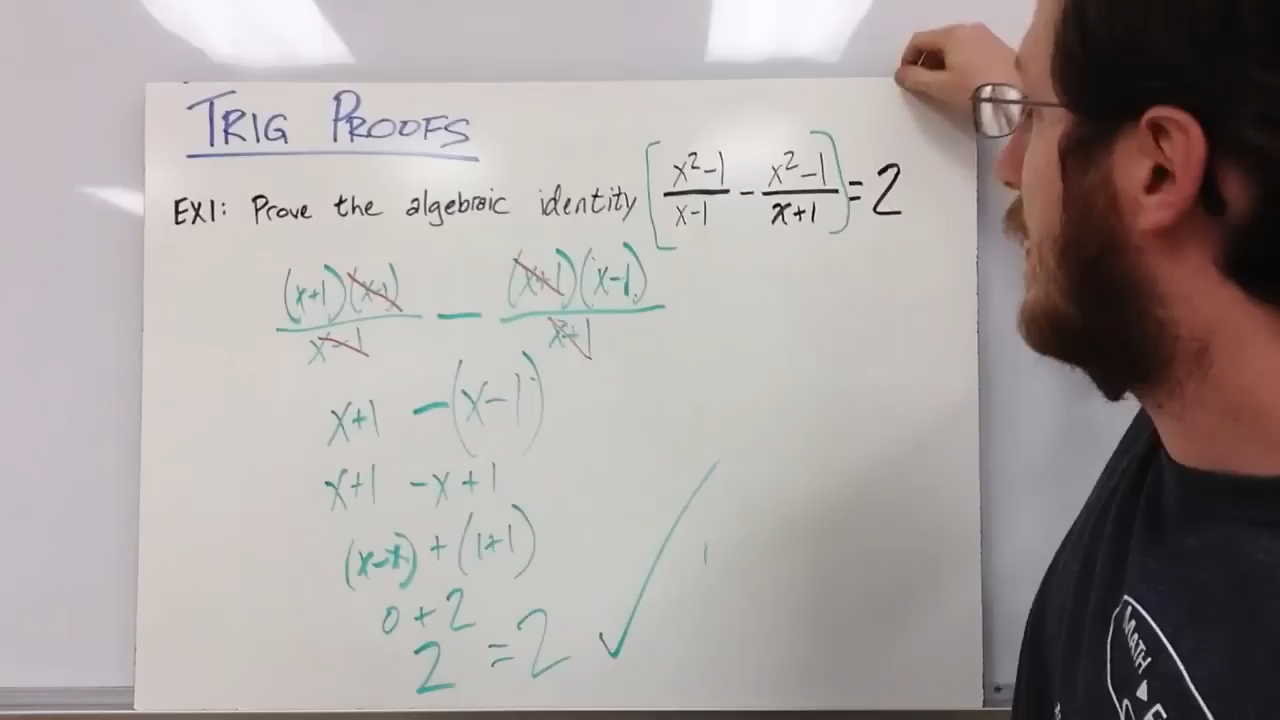 TRIG PROOFS
EX1: Prove the algebraic identity [(x²-1)/(x-1) - (x²-1)/(x+1)] = 2
(x+1)(x-1)/(x-1) - (x+1)(x-1)/(x+1)
x+1 -(x-1)
x+1 -x+1
(x-x)+(1+1)
0+2
2 =2 ✓
MATH